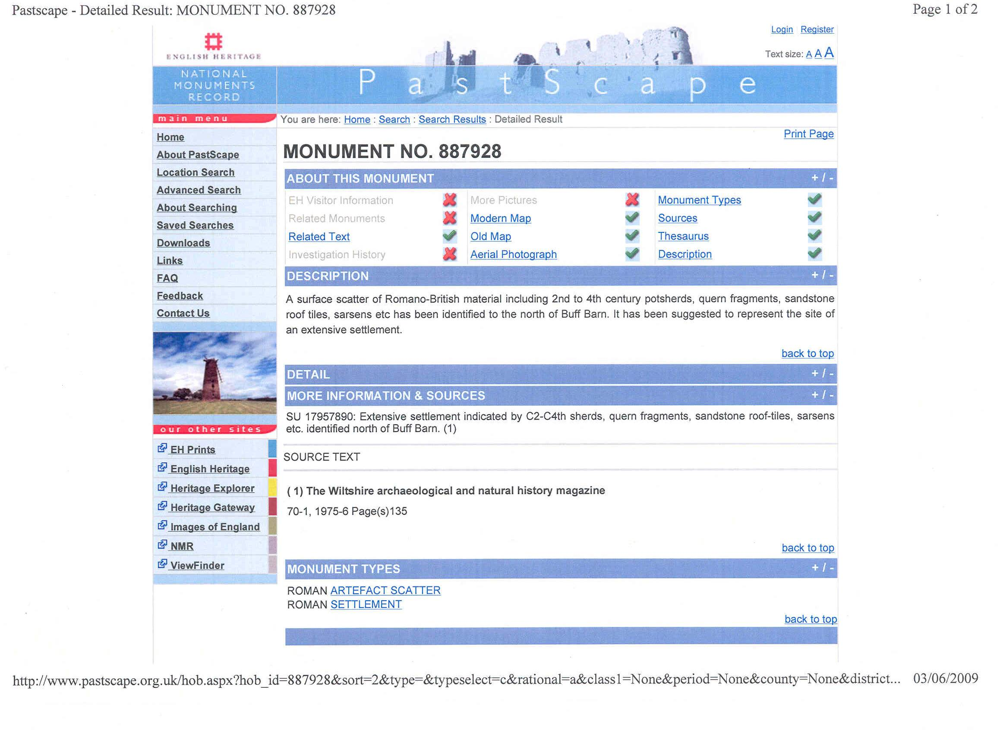 Pastscape - Detailed Result: MONUMENT NO. 887928
Page 1 of 2
Login Register
ENGLISH HERITAGE
Text size: A A A
NATIONAL
MONUMENTS
RECORD
PastScape
main menu
You are here: Home : Search : Search Results : Detailed Result
Home
About PastScape
Location Search
Advanced Search
About Searching
Saved Searches
Downloads
Links
FAQ
Feedback
Contact Us
our other sites
EH Prints
English Heritage
Heritage Explorer
Heritage Gateway
Images of England
NMR
ViewFinder
Print Page
MONUMENT NO. 887928
ABOUT THIS MONUMENT + / -
EH Visitor Information More Pictures Monument Types
Related Monuments Modern Map Sources
Related Text Old Map Thesaurus
Investigation History Aerial Photograph Description
DESCRIPTION + / -
A surface scatter of Romano-British material including 2nd to 4th century potsherds, quern fragments, sandstone
roof tiles, sarsens etc has been identified to the north of Buff Barn. It has been suggested to represent the site of
an extensive settlement.
back to top
DETAIL + / -
MORE INFORMATION & SOURCES + / -
SU 17957890: Extensive settlement indicated by C2-C4th sherds, quern fragments, sandstone roof-tiles, sarsens
etc. identified north of Buff Barn. (1)
SOURCE TEXT
( 1) The Wiltshire archaeological and natural history magazine
70-1, 1975-6 Page(s)135
back to top
MONUMENT TYPES + / -
ROMAN ARTEFACT SCATTER
ROMAN SETTLEMENT
back to top
http://www.pastscape.org.uk/hob.aspx?hob_id=887928&sort=2&type=&typeselect=c&rational=a&class1=None&period=None&county=None&district... 03/06/2009